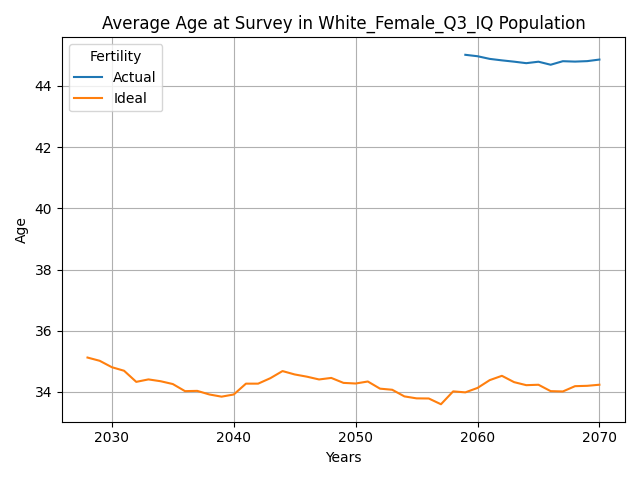 Average Age at Survey in White_Female_Q3_IQ Population
Fertility
Actual
Ideal
Age
44
42
40
38
36
34
2030
2040
2050
2060
2070
Years